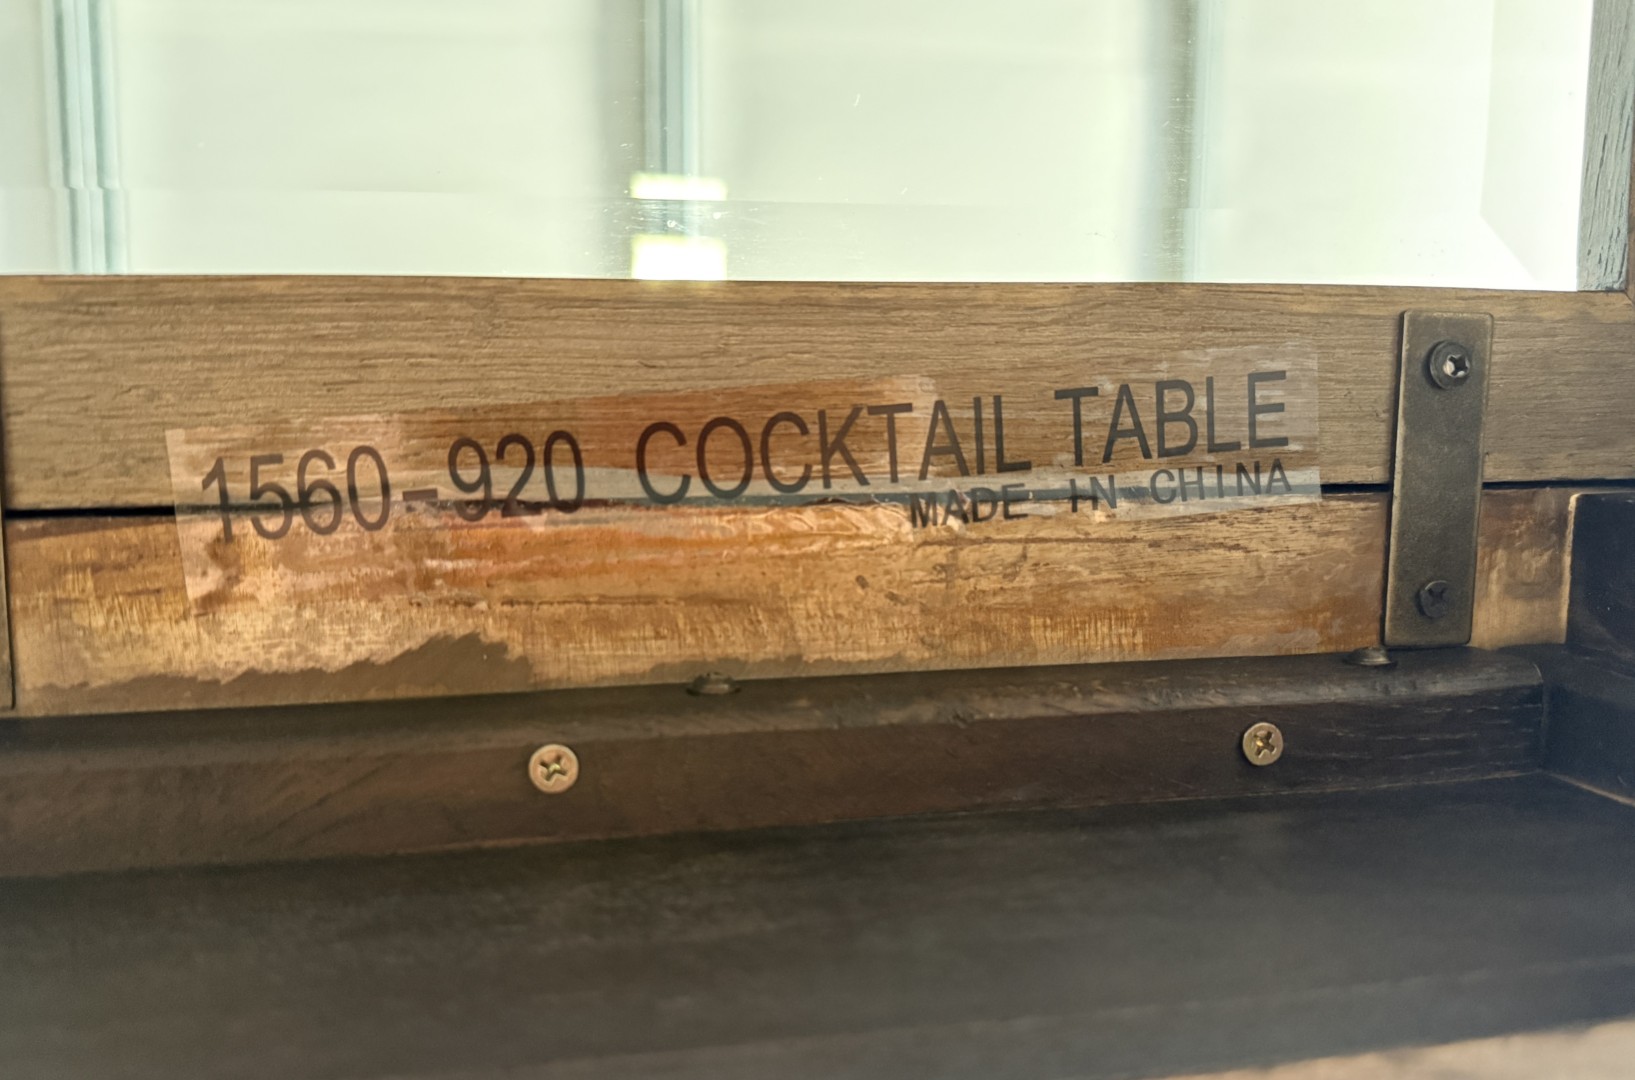 1560-920 COCKTAIL TABLE
MADE IN CHINA